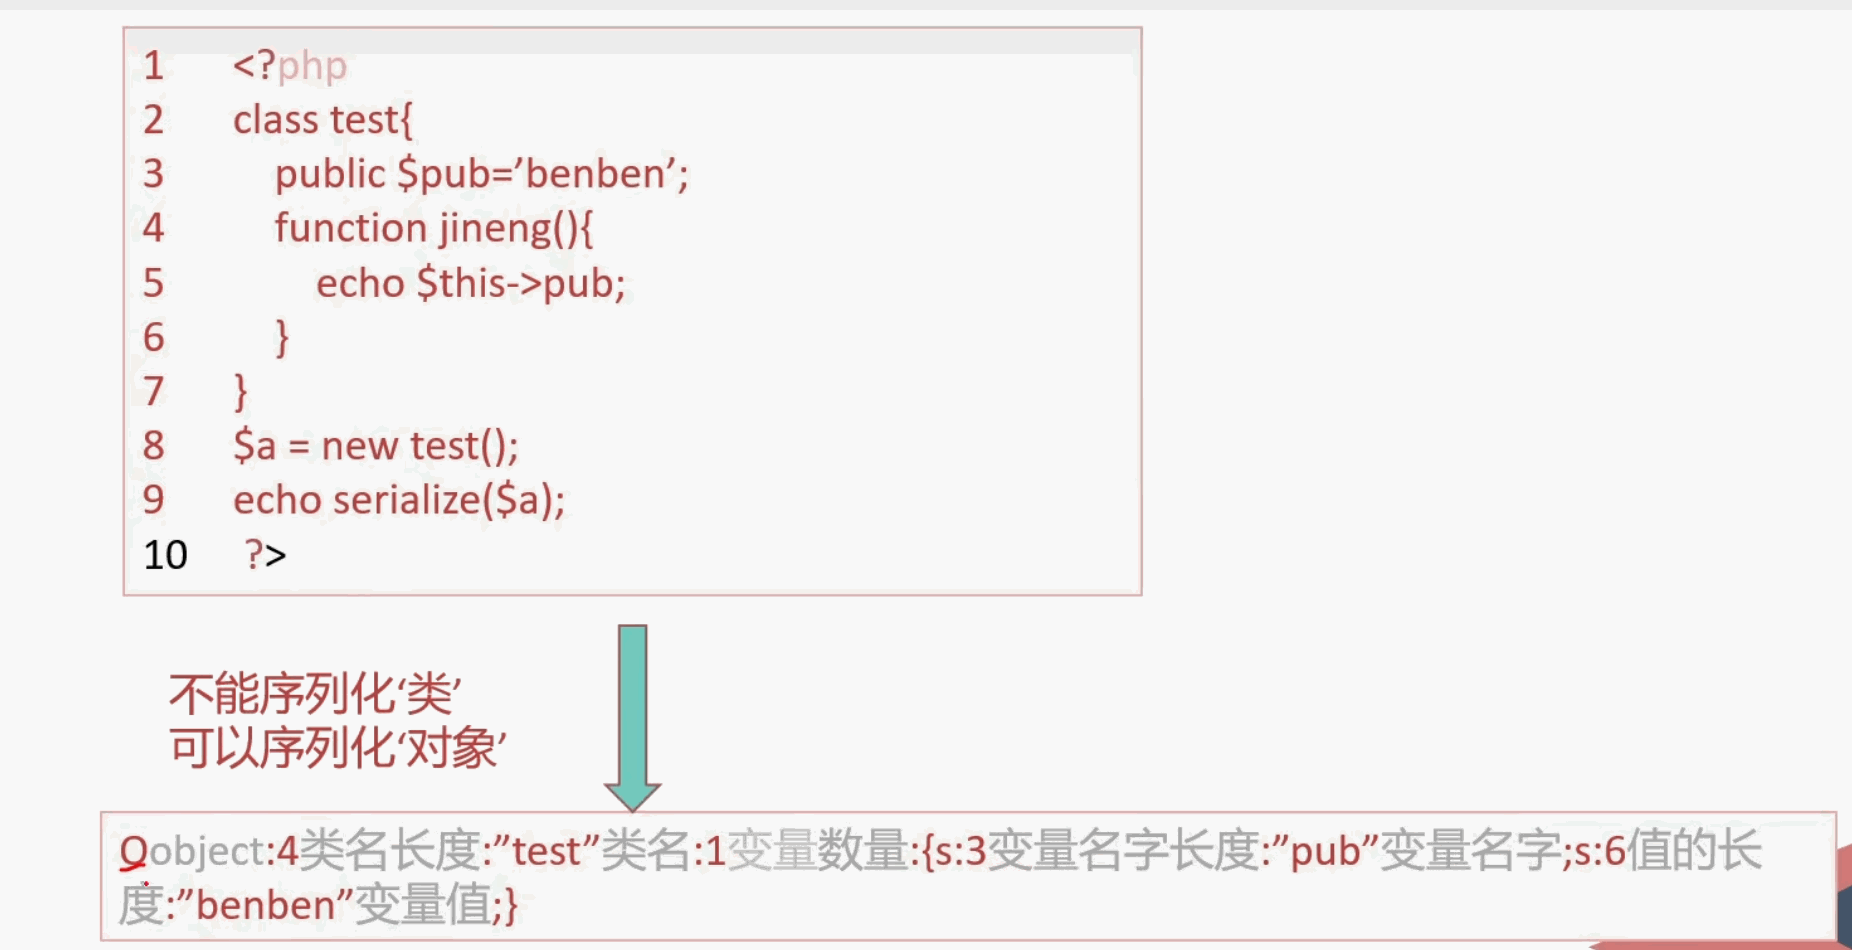 1 <?php
2 class test{
3 public $pub=’benben’;
4 function jineng(){
5 echo $this->pub;
6 }
7 }
8 $a = new test();
9 echo serialize($a);
10 ?>
不能序列化‘类’
可以序列化‘对象’
Oobject:4类名长度:”test”类名:1变量数量:{s:3变量名字长度:”pub”变量名字;s:6值的长
度:”benben”变量值;}